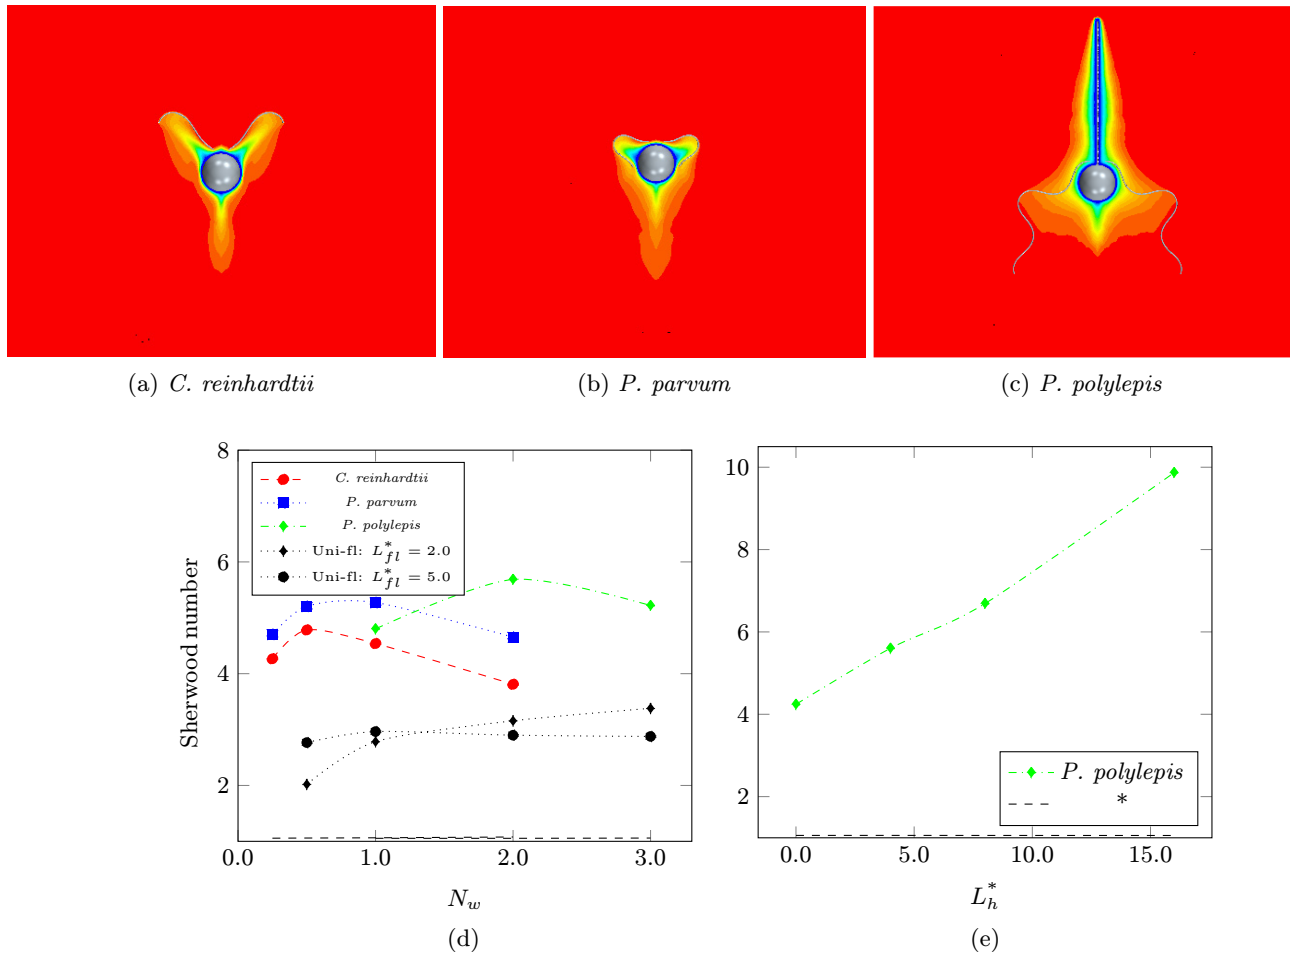 (a) C. reinhardtii
(b) P. parvum
(c) P. polylepis
8
6
4
2
Sherwood number
C. reinhardtii
P. parvum
P. polylepis
Uni-fl: L*fl = 2.0
Uni-fl: L*fl = 5.0
0.0 1.0 2.0 3.0
Nw
(d)
10
8
6
4
2
P. polylepis
*
0.0 5.0 10.0 15.0
L*h
(e)